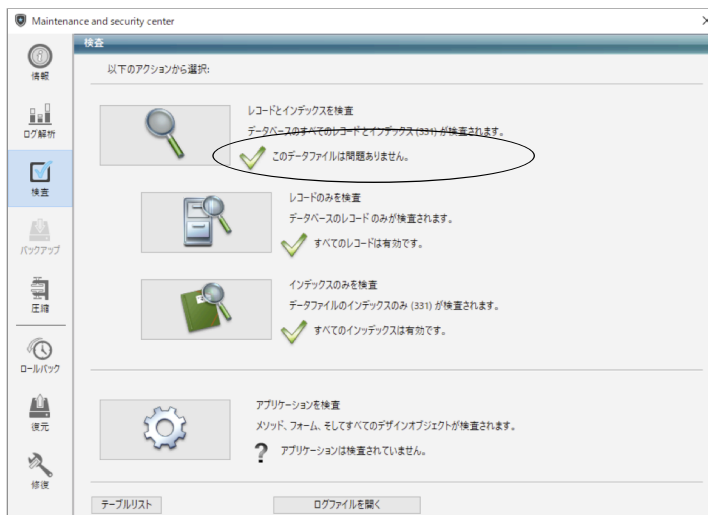 Maintenance and security center
検査
情報
ログ解析
検査
バックアップ
圧縮
ロールバック
復元
修復
以下のアクションから選択:
レコードとインデックスを検査
データベースのすべてのレコードとインデックス (331) が検査されます。
このデータファイルは問題ありません。
レコードのみを検査
データベースのレコードのみが検査されます。
すべてのレコードは有効です。
インデックスのみを検査
データファイルのインデックスのみ (331) が検査されます。
すべてのインッデックスは有効です。
アプリケーションを検査
メソッド、フォーム、そしてすべてのデザインオブジェクトが検査されます。
アプリケーションは検査されていません。
テーブルリスト
ログファイルを開く